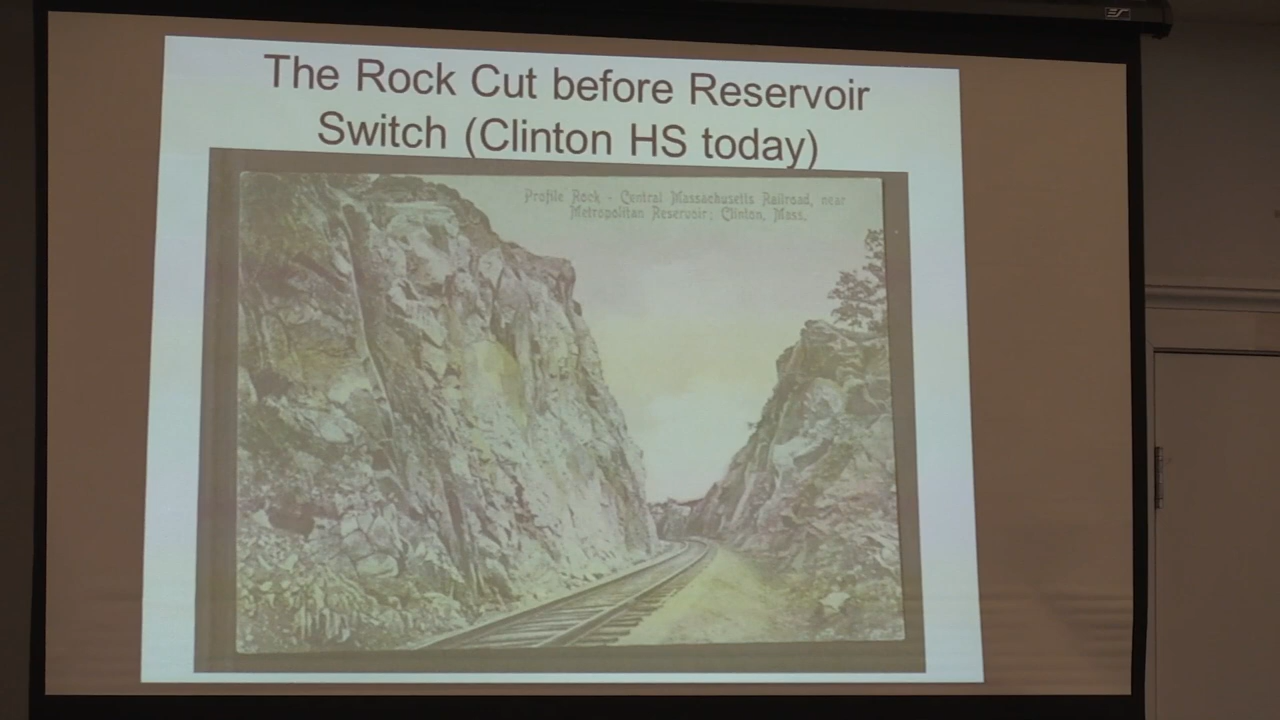 The Rock Cut before Reservoir
Switch (Clinton HS today)
Profile Rock - Central Massachusetts Railroad, near
Metropolitan Reservoir; Clinton, Mass.